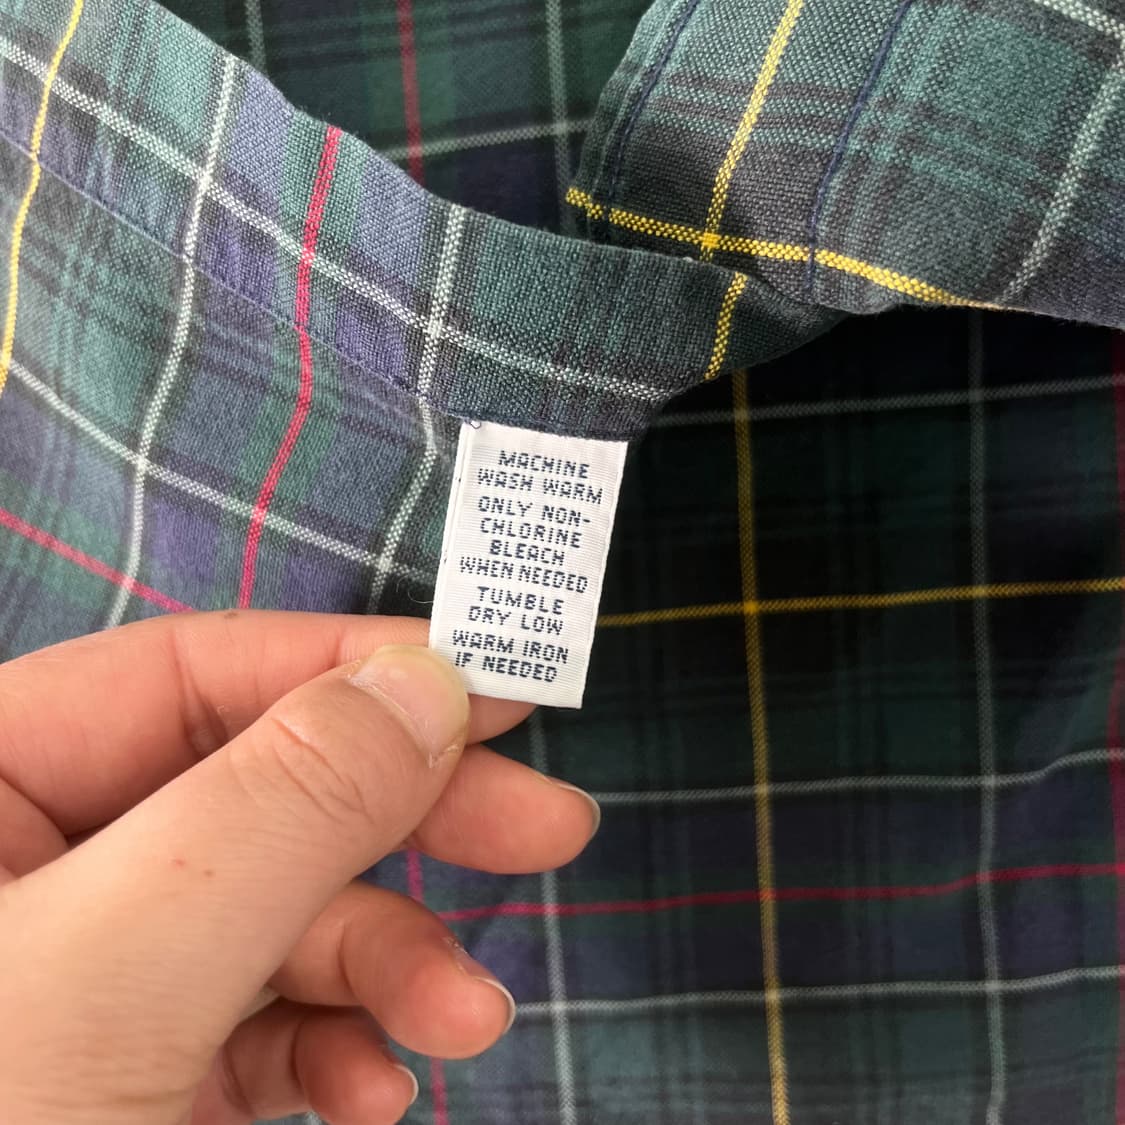 MACHINE
WASH WARM
ONLY NON-
CHLORINE
BLEACH
WHEN NEEDED
TUMBLE
DRY LOW
WARM IRON
IF NEEDED